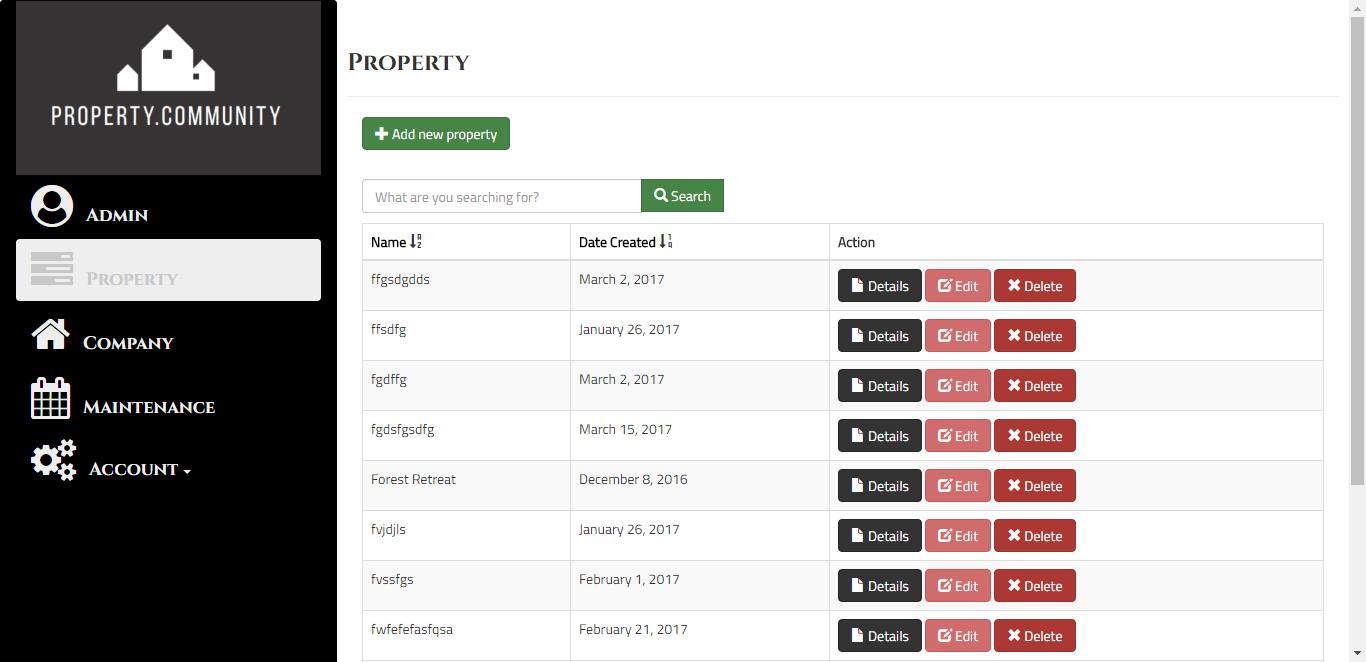 PROPERTY.COMMUNITY
Admin
Property
Company
Maintenance
Account
Property
Add new property
What are you searching for? Search
Name Date Created Action
ffgsdgdds March 2, 2017 Details Edit Delete
ffsdfg January 26, 2017 Details Edit Delete
fgdffg March 2, 2017 Details Edit Delete
fgdsfgsdfg March 15, 2017 Details Edit Delete
Forest Retreat December 8, 2016 Details Edit Delete
fvjdjls January 26, 2017 Details Edit Delete
fvssfgs February 1, 2017 Details Edit Delete
fwfefefasfqsa February 21, 2017 Details Edit Delete